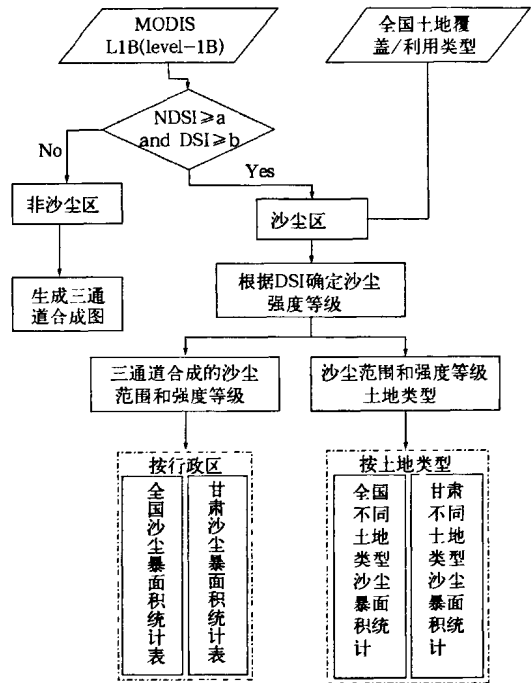 MODIS
L1B(level-1B)
全国土地覆
盖/利用类型
NDSI≥a
and DSI≥b
No
Yes
非沙尘区
沙尘区
生成三通
道合成图
根据DSI确定沙尘
强度等级
三通道合成的沙尘
范围和强度等级
沙尘范围和强度等级
土地类型
按行政区
全国沙尘暴面积统计表
甘肃沙尘暴面积统计表
按土地类型
全国
不同
土地
类型
沙尘
暴面
积统
计
甘肃
不同
土地
类型
沙尘
暴面
积统
计